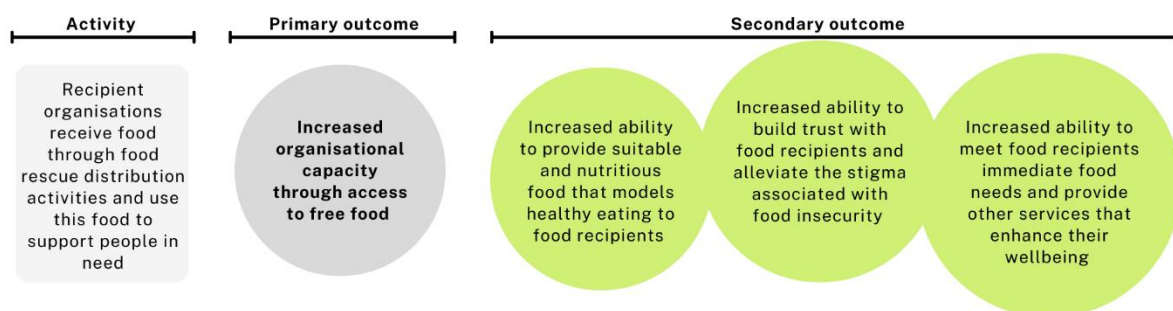 Activity
Primary outcome
Secondary outcome
Recipient
organisations
receive food
through food
rescue distribution
activities and use
this food to
support people in
need
Increased
organisational
capacity
through access
to free food
Increased ability
to provide suitable
and nutritious
food that models
healthy eating to
food recipients
Increased ability to
build trust with
food recipients and
alleviate the stigma
associated with
food insecurity
Increased ability to
meet food recipients
immediate food
needs and provide
other services that
enhance their
wellbeing